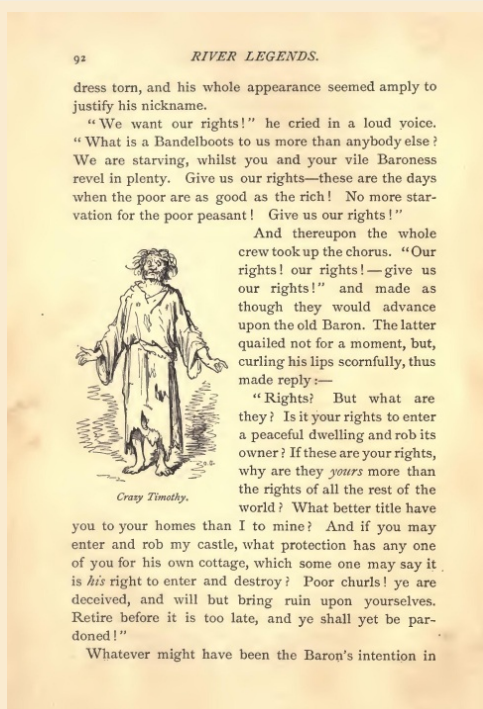 92 RIVER LEGENDS.
dress torn, and his whole appearance seemed amply to
justify his nickname.
“We want our rights!” he cried in a loud voice.
“What is a Bandelboots to us more than anybody else?
We are starving, whilst you and your vile Baroness
revel in plenty. Give us our rights—these are the days
when the poor are as good as the rich! No more star-
vation for the poor peasant! Give us our rights!”
And thereupon the whole
crew took up the chorus. “Our
rights! our rights!—give us
our rights!” and made as
though they would advance
upon the old Baron. The latter
quailed not for a moment, but,
curling his lips scornfully, thus
made reply:—
“Rights? But what are
they? Is it your rights to enter
a peaceful dwelling and rob its
owner? If these are your rights,
why are they yours more than
the rights of all the rest of the
world? What better title have
Crazy Timothy.
you to your homes than I to mine? And if you may
enter and rob my castle, what protection has any one
of you for his own cottage, which some one may say it
is his right to enter and destroy? Poor churls! ye are
deceived, and will but bring ruin upon yourselves.
Retire before it is too late, and ye shall yet be par-
doned!”
Whatever might have been the Baron's intention in